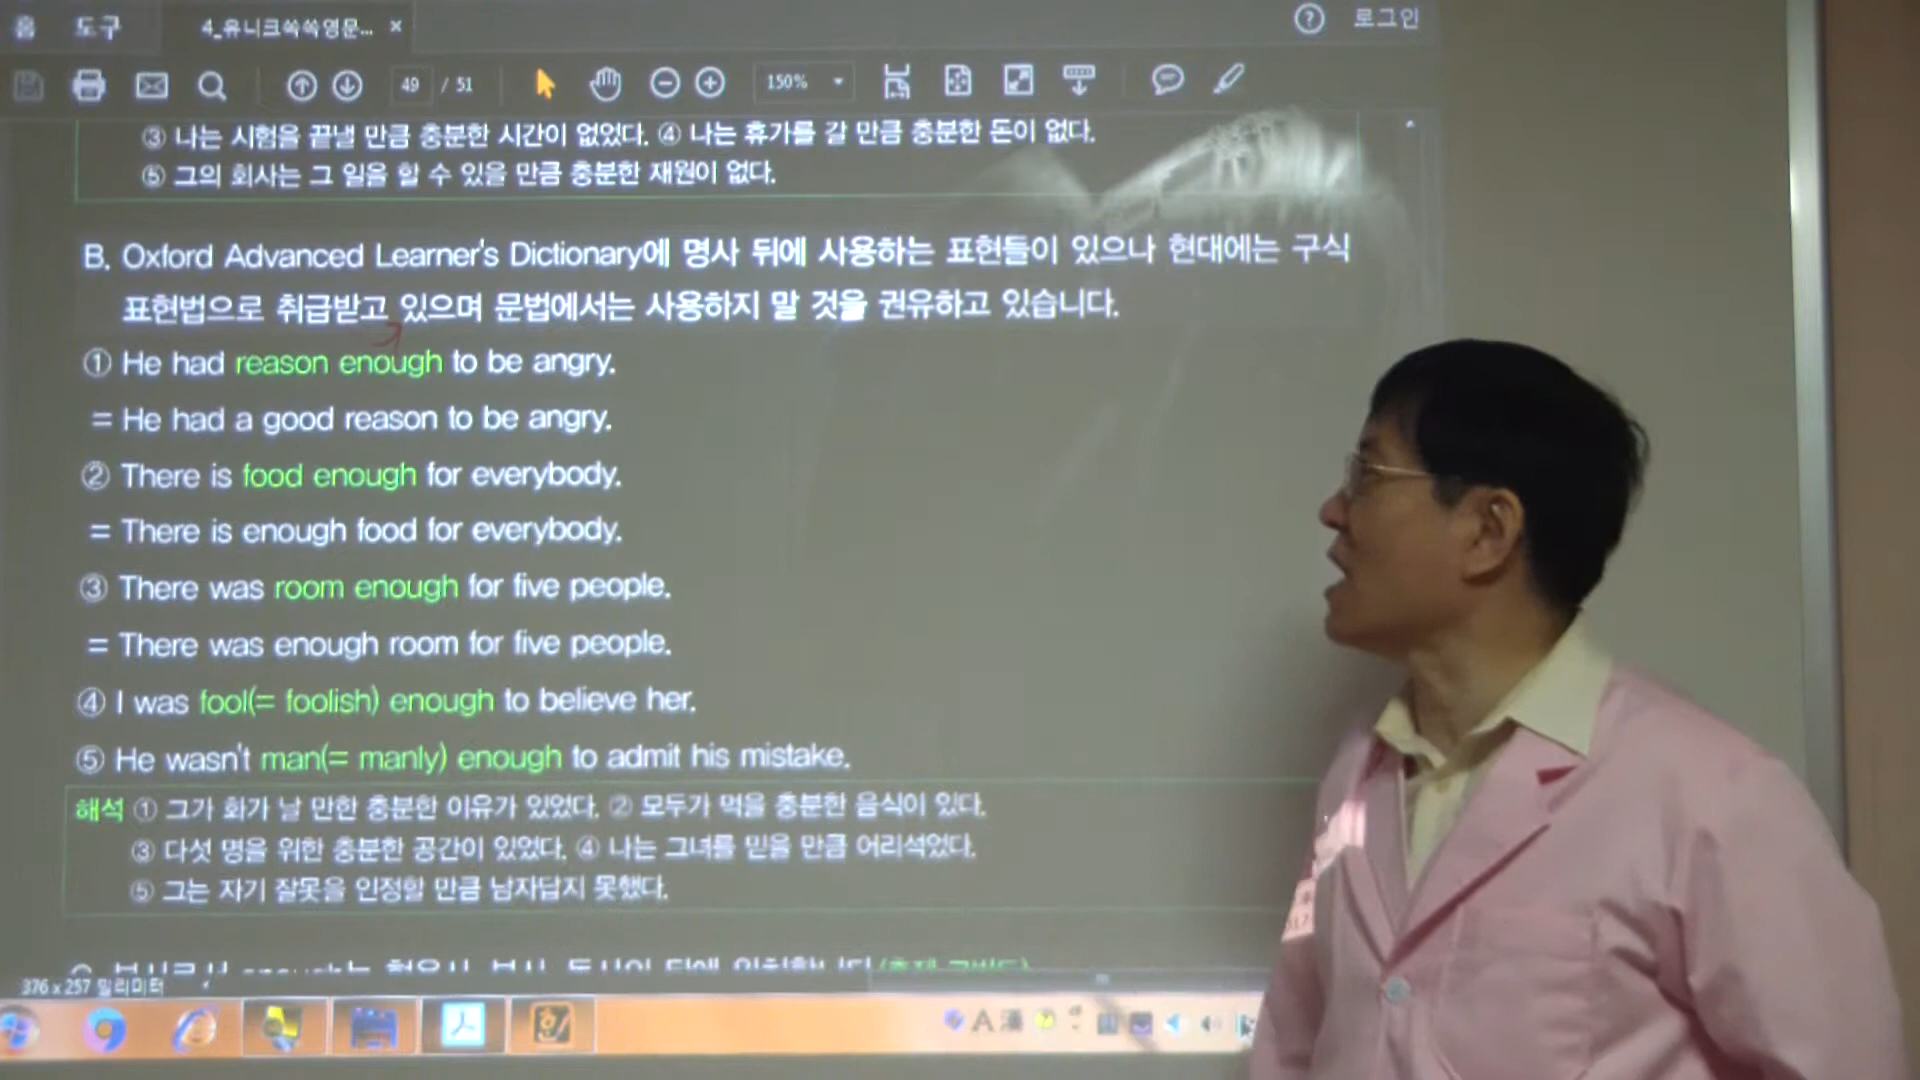 홈 도구 4_유니크쏙쏙영문... × ? 로그인
49 / 51 150%
③ 나는 시험을 끝낼 만큼 충분한 시간이 없었다. ④ 나는 휴가를 갈 만큼 충분한 돈이 없다.
⑤ 그의 회사는 그 일을 할 수 있을 만큼 충분한 재원이 없다.
B. Oxford Advanced Learner's Dictionary에 명사 뒤에 사용하는 표현들이 있으나 현대에는 구식
표현법으로 취급받고 있으며 문법에서는 사용하지 말 것을 권유하고 있습니다.
① He had reason enough to be angry.
= He had a good reason to be angry.
② There is food enough for everybody.
= There is enough food for everybody.
③ There was room enough for five people.
= There was enough room for five people.
④ I was fool(= foolish) enough to believe her.
⑤ He wasn't man(= manly) enough to admit his mistake.
해석 ① 그가 화가 날 만한 충분한 이유가 있었다. ② 모두가 먹을 충분한 음식이 있다.
③ 다섯 명을 위한 충분한 공간이 있었다. ④ 나는 그녀를 믿을 만큼 어리석었다.
⑤ 그는 자기 잘못을 인정할 만큼 남자답지 못했다.
376 x 257 밀리미터
A 漢